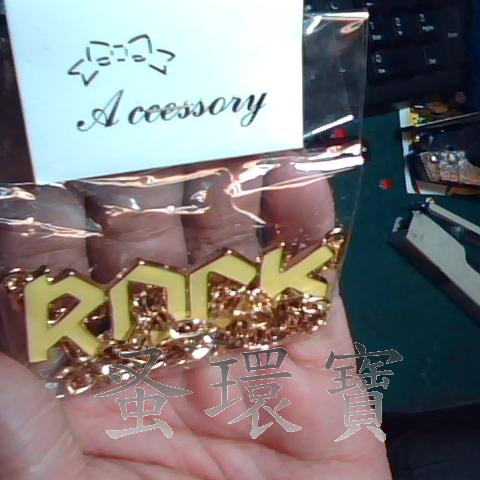 Accessory
ROCK
蚤環寶